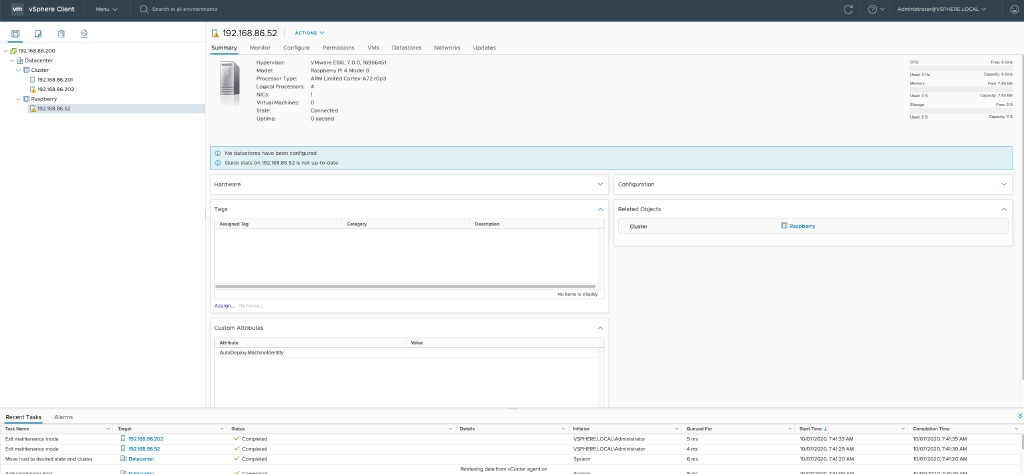 vm vSphere Client Menu Search in all environments Administrator@VSPHERE.LOCAL
192.168.86.200
Datacenter
Cluster
192.168.86.201
192.168.86.202
Raspberry
192.168.86.52
192.168.86.52 ACTIONS
Summary Monitor Configure Permissions VMs Datastores Networks Updates
Hypervisor: VMware ESXi, 7.0.0, 16966451
Model: Raspberry Pi 4 Model B
Processor Type: ARM Limited Cortex-A72 r0p3
Logical Processors: 4
NICs: 1
Virtual Machines: 0
State: Connected
Uptime: 0 second
CPU Free: 6 GHz
Used: 0 Hz Capacity: 6 GHz
Memory Free: 7.85 GB
Used: 0 B Capacity: 7.85 GB
Storage Free: 0 B
Used: 0 B Capacity: 0 B
No datastores have been configured
Quick stats on 192.168.86.52 is not up-to-date
Hardware
Configuration
Tags
Assigned Tag Category Description
No items to display
Assign... Remove...
Related Objects
Cluster Raspberry
Custom Attributes
Attribute Value
AutoDeploy.MachineIdentity
Recent Tasks Alarms
Task Name Target Status Details Initiator Queued For Start Time ↓ Completion Time
Exit maintenance mode 192.168.86.202 Completed VSPHERE.LOCAL\Administrator 5 ms 10/07/2020, 7:41:33 AM 10/07/2020, 7:41:35 AM
Exit maintenance mode 192.168.86.52 Completed VSPHERE.LOCAL\Administrator 4 ms 10/07/2020, 7:41:29 AM 10/07/2020, 7:41:30 AM
Move host to desired state and cluster Datacenter Completed System 6 ms 10/07/2020, 7:41:20 AM 10/07/2020, 7:41:20 AM
Add standalone host Datacenter Completed Retrieving data from vCenter agent on System